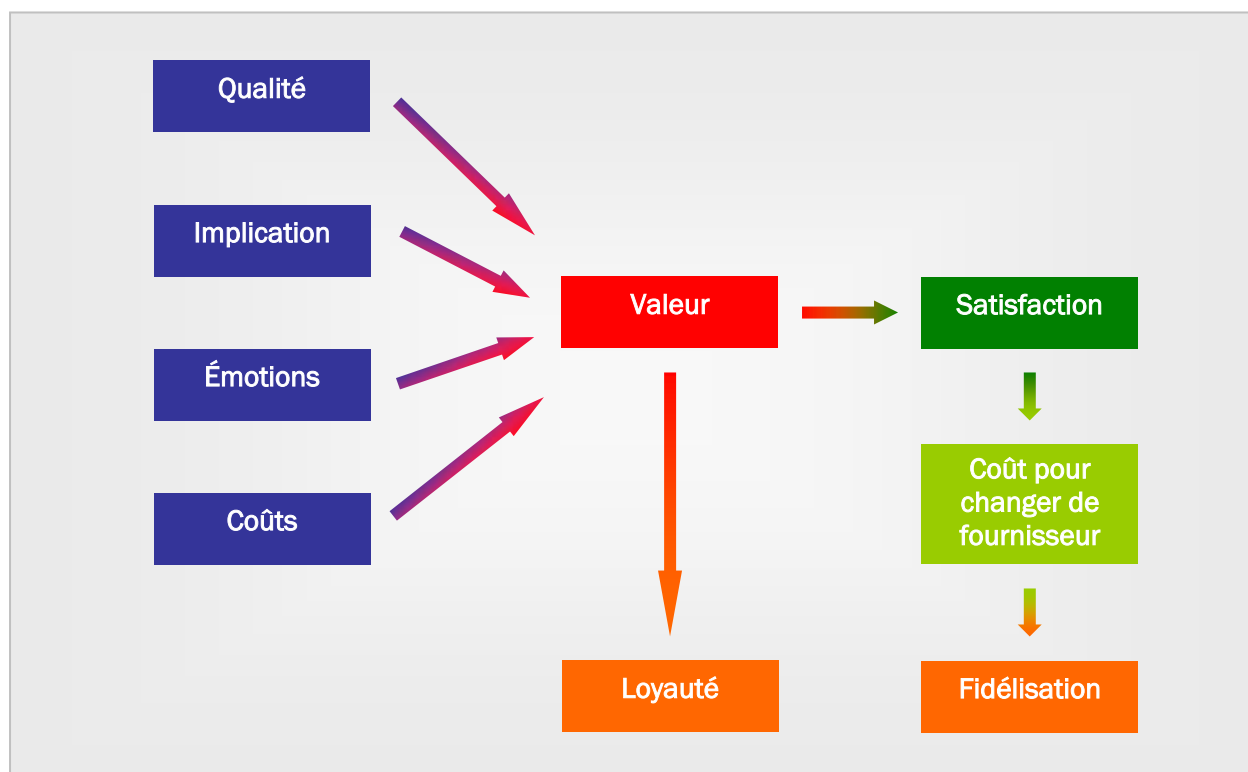 Qualité
Implication
Émotions
Coûts
Valeur
Loyauté
Satisfaction
Coût pour
changer de
fournisseur
Fidélisation